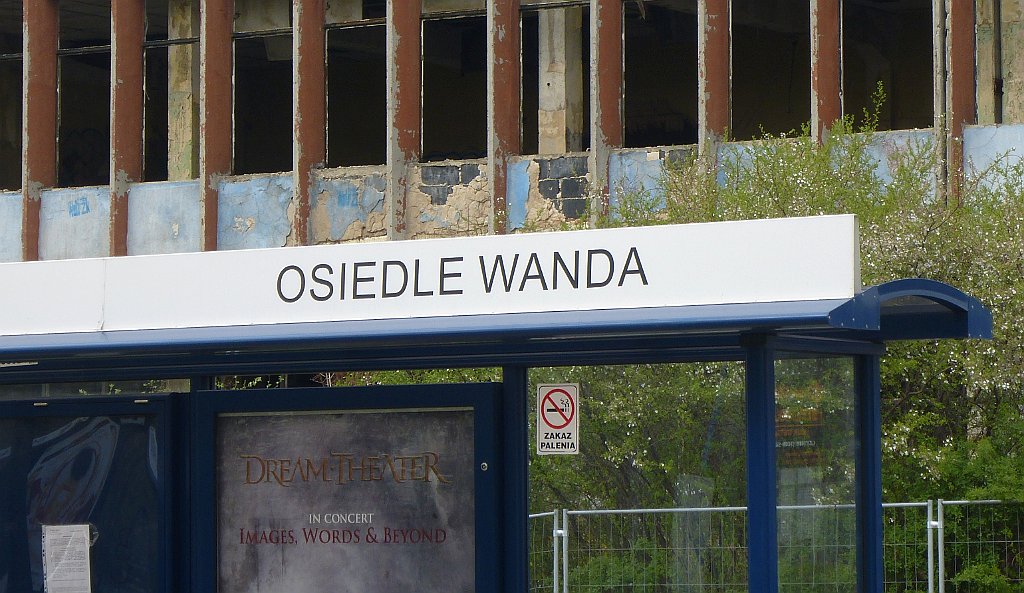 OSIEDLE WANDA
ZAKAZ
PALENIA
DREAM THEATER
IN CONCERT
IMAGES, WORDS & BEYOND